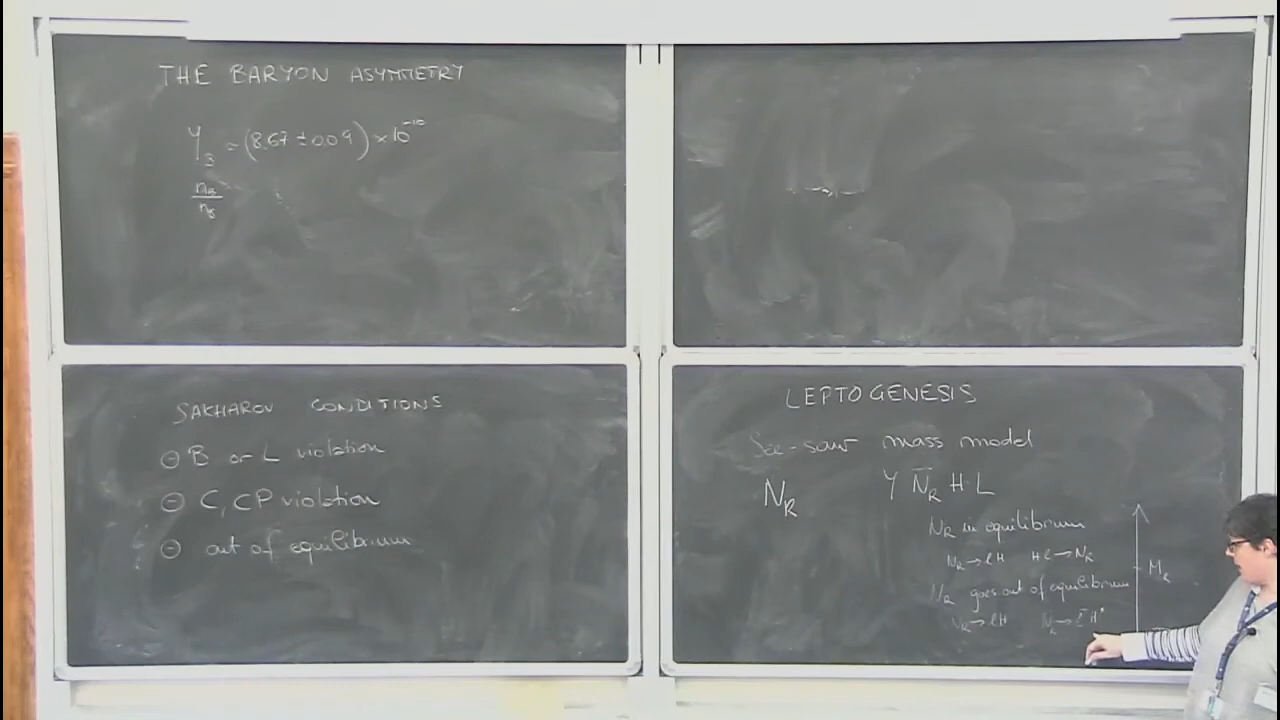 THE BARYON ASYMMETRY
Y_B ≃ (8.67 ± 0.09) × 10^{-10}
n_B
n_γ
SAKHAROV CONDITIONS
⊖ B or L violation
⊖ C, CP violation
⊖ out of equilibrium
LEPTOGENESIS
See-saw mass model
N_R Y N̄_R H L
N_R in equilibrium
N_R → ℓH Hℓ → N_R
M_R
N_R goes out of equilibrium
N_R → ℓH N_R → ℓ̄H*